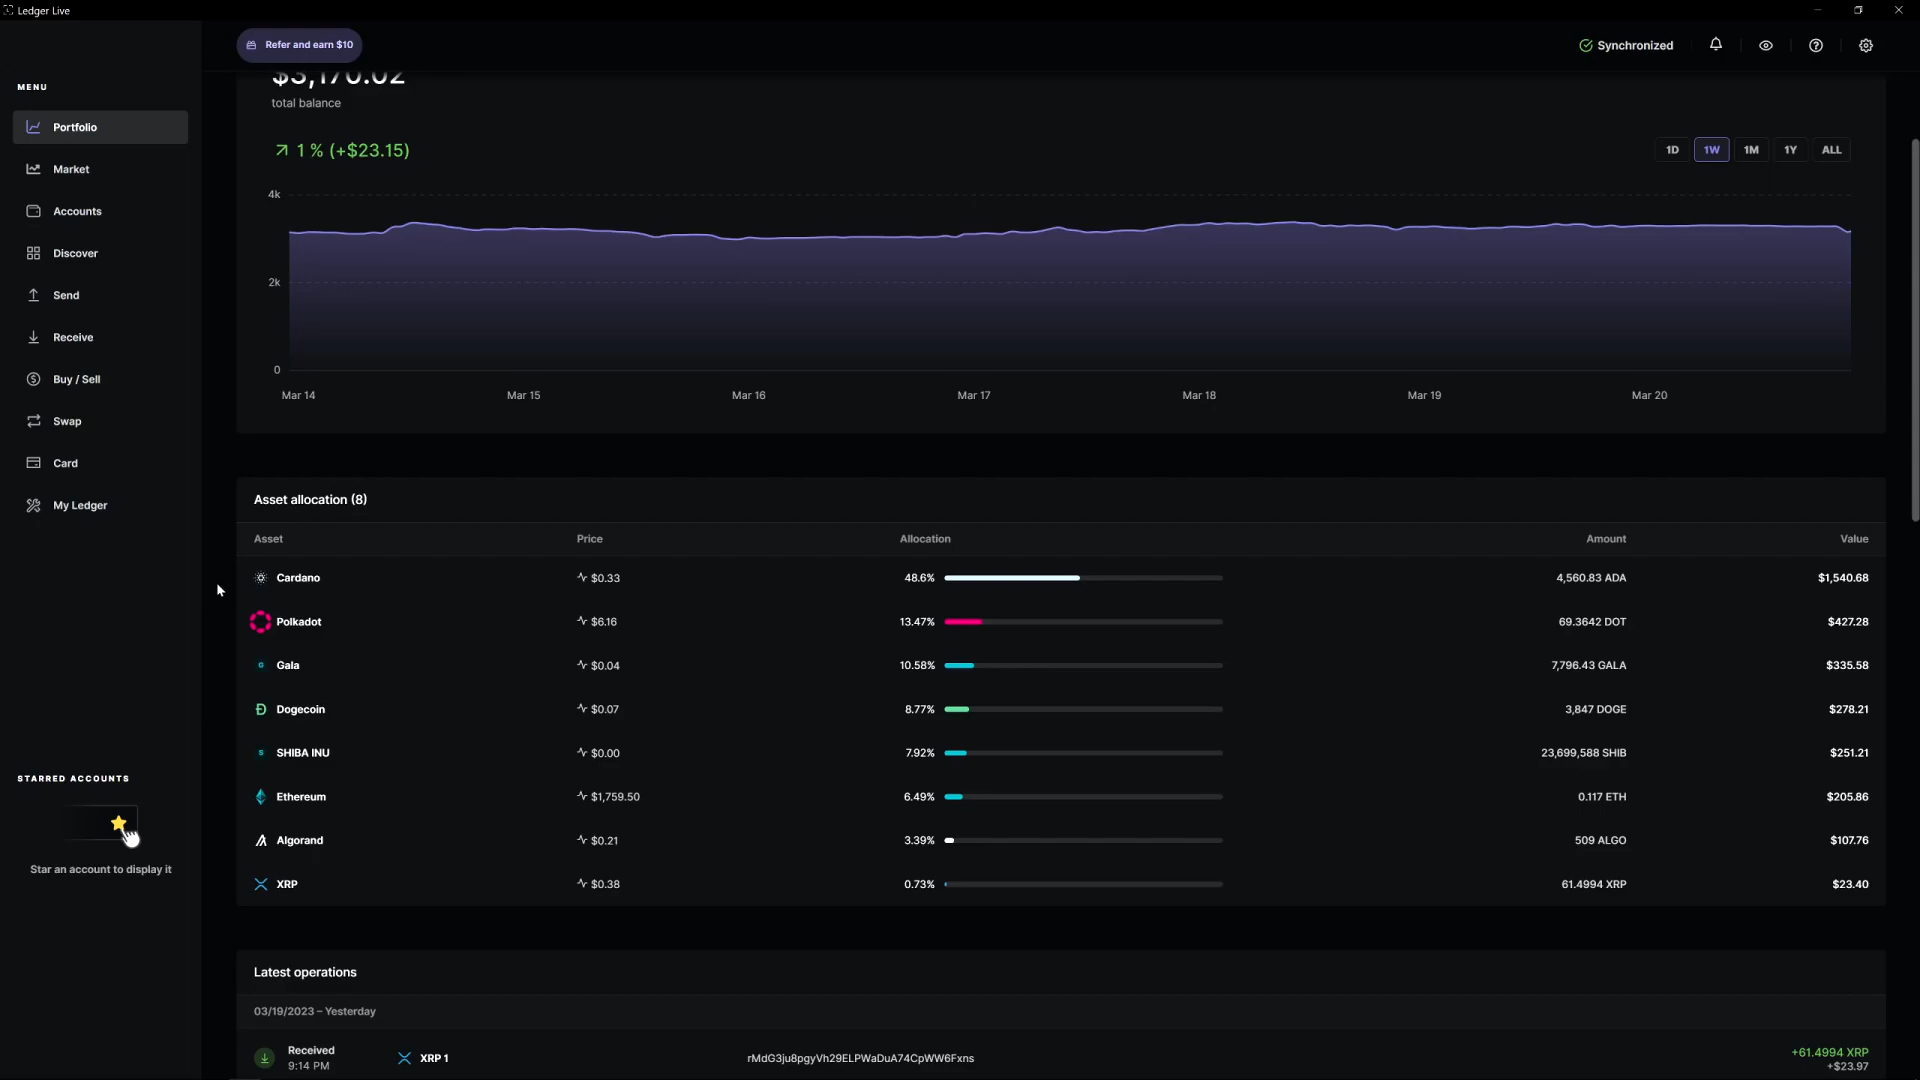 Ledger Live
Refer and earn $10
Synchronized
MENU
Portfolio
Market
Accounts
Discover
Send
Receive
Buy / Sell
Swap
Card
My Ledger
STARRED ACCOUNTS
Star an account to display it
$3,170.02
total balance
1 % (+$23.15)
1D 1W 1M 1Y ALL
4k
2k
0
Mar 14 Mar 15 Mar 16 Mar 17 Mar 18 Mar 19 Mar 20
Asset allocation (8)
Asset Price Allocation Amount Value
Cardano $0.33 48.6% 4,560.83 ADA $1,540.68
Polkadot $6.16 13.47% 69.3642 DOT $427.28
Gala $0.04 10.58% 7,796.43 GALA $335.58
Dogecoin $0.07 8.77% 3,847 DOGE $278.21
SHIBA INU $0.00 7.92% 23,699,588 SHIB $251.21
Ethereum $1,759.50 6.49% 0.117 ETH $205.86
Algorand $0.21 3.39% 509 ALGO $107.76
XRP $0.38 0.73% 61.4994 XRP $23.40
Latest operations
03/19/2023 – Yesterday
Received XRP 1 rMdG3ju8pgyVh29ELPWaDuA74CpWW6Fxns +61.4994 XRP
9:14 PM +$23.97